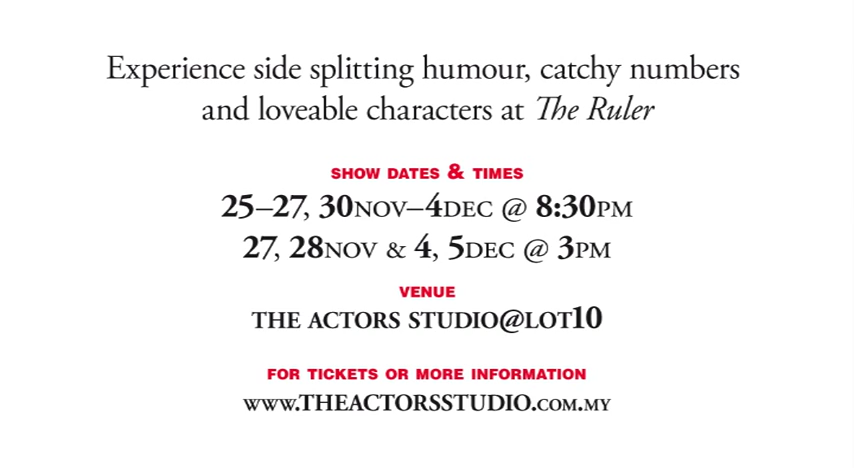 Experience side splitting humour, catchy numbers
and loveable characters at The Ruler
SHOW DATES & TIMES
25–27, 30NOV–4DEC @ 8:30PM
27, 28NOV & 4, 5DEC @ 3PM
VENUE
THE ACTORS STUDIO@LOT10
FOR TICKETS OR MORE INFORMATION
WWW.THEACTORSSTUDIO.COM.MY